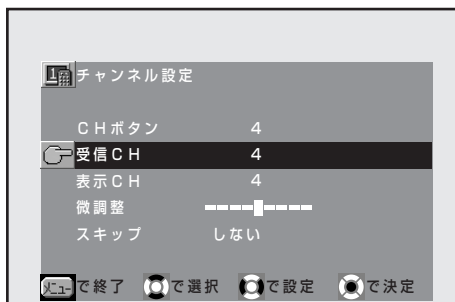 1
チャンネル設定
CHボタン 4
受信CH 4
表示CH 4
微調整
スキップ しない
メニューで終了 で選択 で設定 で決定